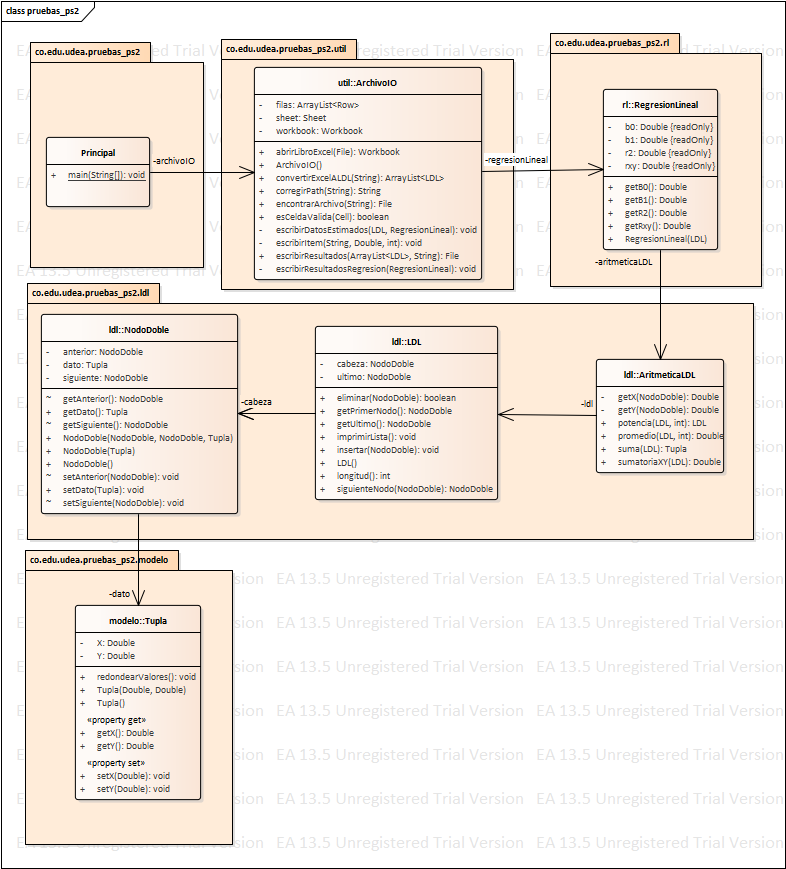 class pruebas_ps2
co.edu.udea.pruebas_ps2
Principal
+ main(String[]): void
-archivoIO
co.edu.udea.pruebas_ps2.util
util::ArchivoIO
- filas: ArrayList<Row>
- sheet: Sheet
- workbook: Workbook
+ abrirLibroExcel(File): Workbook
+ ArchivoIO()
+ convertirExcelALDL(String): ArrayList<LDL>
+ corregirPath(String): String
+ encontrarArchivo(String): File
+ esCeldaValida(Cell): boolean
- escribirDatosEstimados(LDL, RegresionLineal): void
- escribirItem(String, Double, int): void
+ escribirResultados(ArrayList<LDL>, String): File
- escribirResultadosRegresion(RegresionLineal): void
-regresionLineal
co.edu.udea.pruebas_ps2.rl
rl::RegresionLineal
- b0: Double {readOnly}
- b1: Double {readOnly}
- r2: Double {readOnly}
- rxy: Double {readOnly}
+ getB0(): Double
+ getB1(): Double
+ getR2(): Double
+ getRxy(): Double
+ RegresionLineal(LDL)
-aritmeticaLDL
co.edu.udea.pruebas_ps2.ldl
ldl::NodoDoble
- anterior: NodoDoble
- dato: Tupla
- siguiente: NodoDoble
~ getAnterior(): NodoDoble
+ getDato(): Tupla
~ getSiguiente(): NodoDoble
+ NodoDoble(NodoDoble, NodoDoble, Tupla)
+ NodoDoble(Tupla)
+ NodoDoble()
~ setAnterior(NodoDoble): void
+ setDato(Tupla): void
~ setSiguiente(NodoDoble): void
-cabeza
ldl::LDL
- cabeza: NodoDoble
- ultimo: NodoDoble
+ eliminar(NodoDoble): boolean
+ getPrimerNodo(): NodoDoble
+ getUltimo(): NodoDoble
+ imprimirLista(): void
+ insertar(NodoDoble): void
+ LDL()
+ longitud(): int
+ siguienteNodo(NodoDoble): NodoDoble
-ldl
ldl::AritmeticaLDL
- getX(NodoDoble): Double
- getY(NodoDoble): Double
+ potencia(LDL, int): LDL
+ promedio(LDL, int): Double
+ suma(LDL): Tupla
+ sumatoriaXY(LDL): Double
co.edu.udea.pruebas_ps2.modelo
-dato
modelo::Tupla
- X: Double
- Y: Double
+ redondearValores(): void
+ Tupla(Double, Double)
+ Tupla()
«property get»
+ getX(): Double
+ getY(): Double
«property set»
+ setX(Double): void
+ setY(Double): void
EA 13.5 Unregistered Trial Version